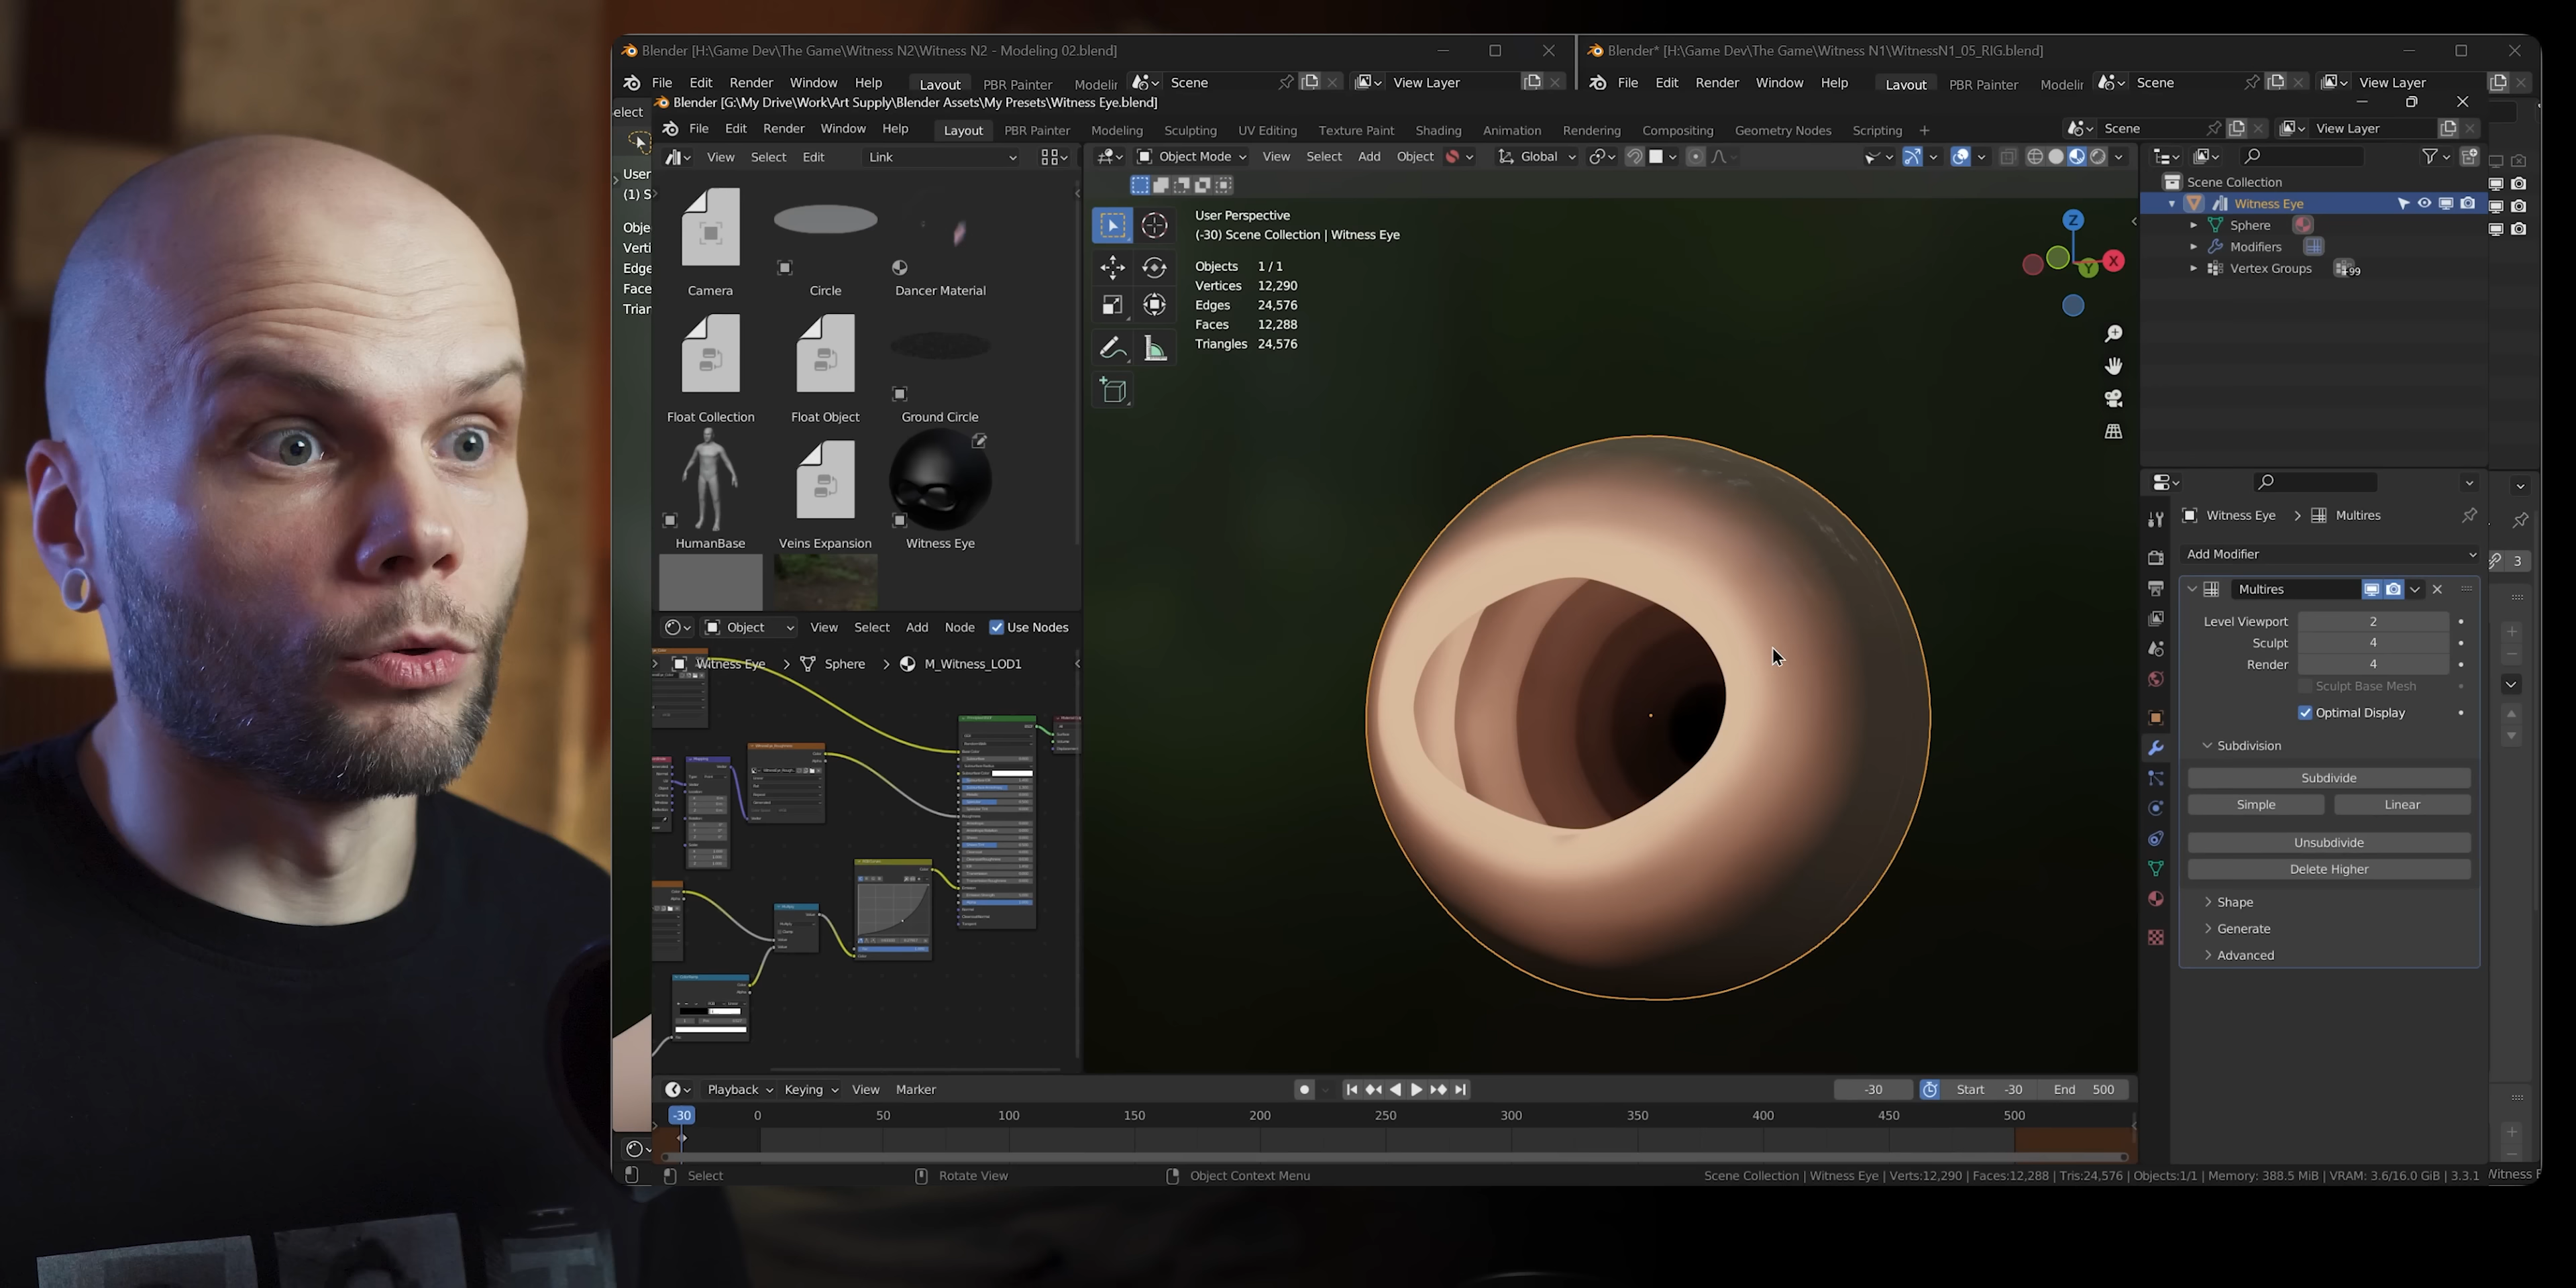 Blender [H:\Game Dev\The Game\Witness N2\Witness N2 - Modeling 02.blend]
Blender* [H:\Game Dev\The Game\Witness N1\WitnessN1_05_RIG.blend]
File Edit Render Window Help Layout PBR Painter Modelin Scene View Layer
File Edit Render Window Help Layout PBR Painter Modelin Scene View Layer
Blender [G:\My Drive\Work\Art Supply\Blender Assets\My Presets\Witness Eye.blend]
elect
File Edit Render Window Help Layout PBR Painter Modeling Sculpting UV Editing Texture Paint Shading Animation Rendering Compositing Geometry Nodes Scripting + Scene View Layer
View Select Edit Link
Object Mode View Select Add Object Global
User
(1) S
Obje
Verti
Edge
Face
Trian
Camera Circle Dancer Material
Float Collection Float Object Ground Circle
HumanBase Veins Expansion Witness Eye
User Perspective
(-30) Scene Collection | Witness Eye
Objects 1 / 1
Vertices 12,290
Edges 24,576
Faces 12,288
Triangles 24,576
Z
X
Y
Scene Collection
Witness Eye
Sphere
Modifiers
Vertex Groups +99
Witness Eye > Multires
Add Modifier
3
Multires
Level Viewport 2
Sculpt 4
Render 4
Sculpt Base Mesh
Optimal Display
Subdivision
Subdivide
Simple Linear
Unsubdivide
Delete Higher
Shape
Generate
Advanced
Object View Select Add Node Use Nodes
Witness Eye > Sphere > M_Witness_LOD1
Playback Keying View Marker
-30 Start -30 End 500
-30 0 50 100 150 200 250 300 350 400 450 500
Select Rotate View Object Context Menu
Scene Collection | Witness Eye | Verts:12,290 | Faces:12,288 | Tris:24,576 | Objects:1/1 | Memory: 388.5 MiB | VRAM: 3.6/16.0 GiB | 3.3.1
Witness E